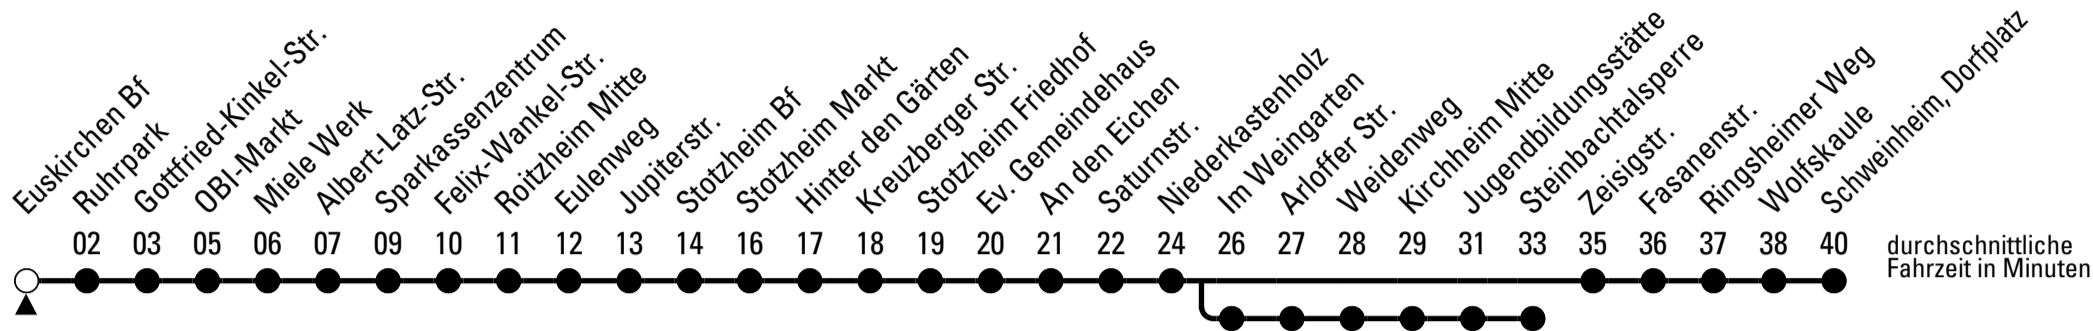 Euskirchen Bf
Ruhrpark
Gottfried-Kinkel-Str.
OBI-Markt
Miele Werk
Albert-Latz-Str.
Sparkassenzentrum
Felix-Wankel-Str.
Roitzheim Mitte
Eulenweg
Jupiterstr.
Stotzheim Bf
Stotzheim Markt
Hinter den Gärten
Kreuzberger Str.
Stotzheim Friedhof
Ev. Gemeindehaus
An den Eichen
Saturnstr.
Niederkastenholz
Im Weingarten
Arloffer Str.
Weidenweg
Kirchheim Mitte
Jugendbildungsstätte
Steinbachtalsperre
Zeisigstr.
Fasanenstr.
Ringsheimer Weg
Wolfskaule
Schweinheim, Dorfplatz
02 03 05 06 07 09 10 11 12 13 14 16 17 18 19 20 21 22 24 26 27 28 29 31 33 35 36 37 38 40
durchschnittliche
Fahrzeit in Minuten